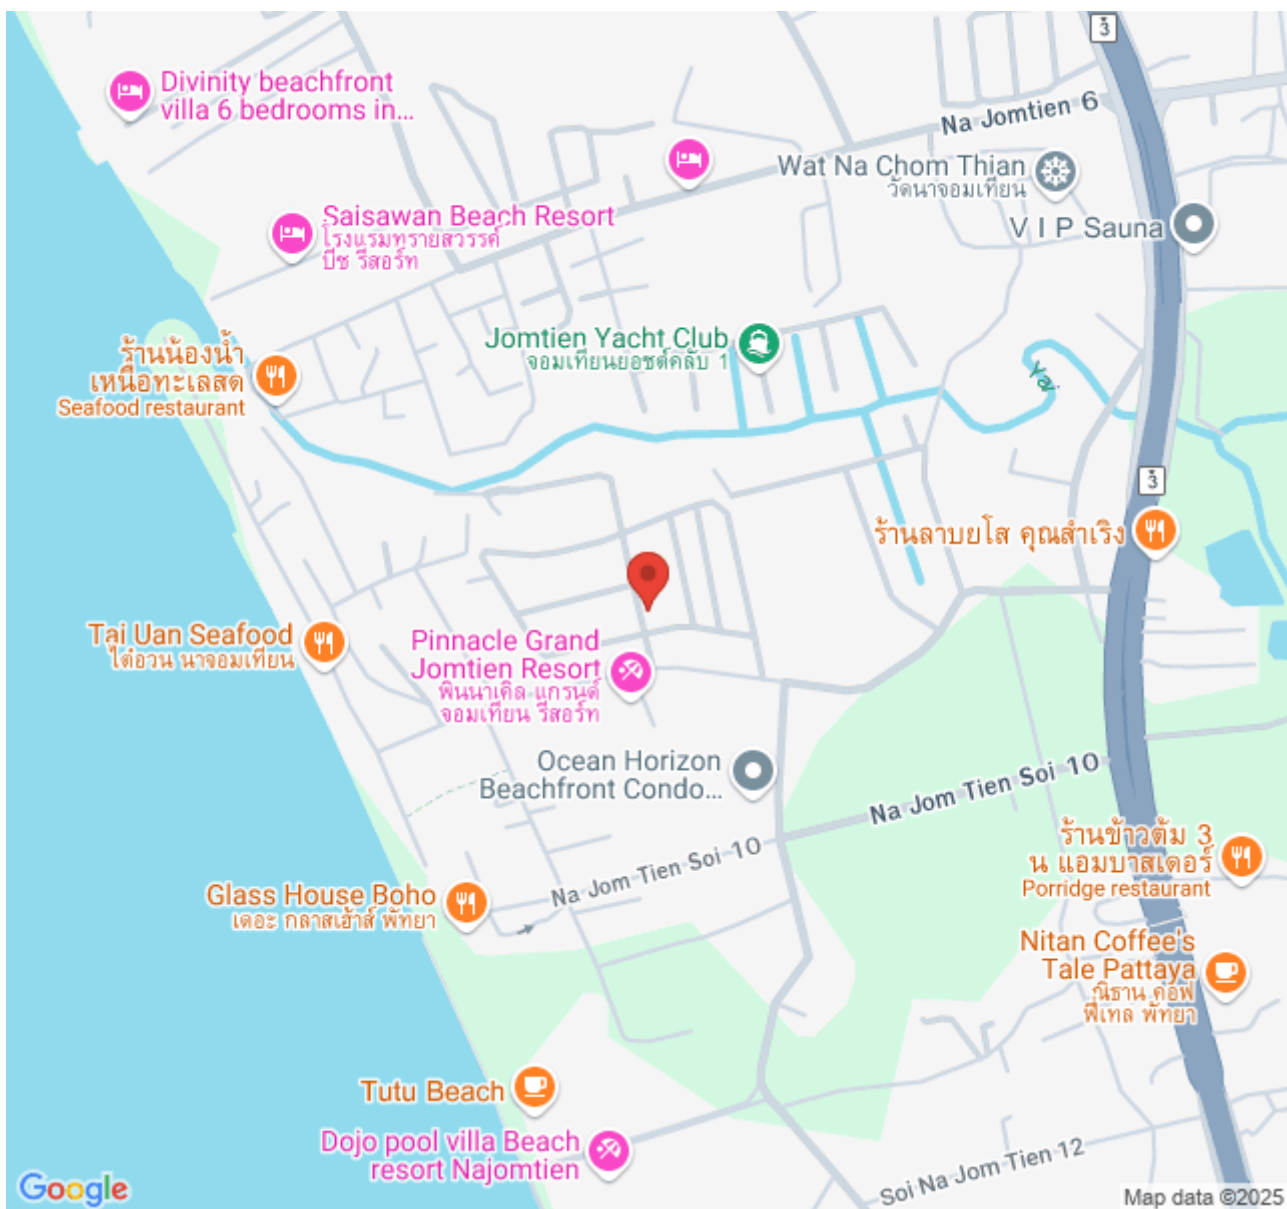 3
Divinity beachfront
villa 6 bedrooms in...
Na Jomtien 6
Wat Na Chom Thian
วัดนาจอมเทียน
Saisawan Beach Resort
โรงแรมทรายสวรรค์
บีช รีสอร์ท
V I P Sauna
Jomtien Yacht Club
จอมเทียนยอชต์คลับ 1
ร้านน้องน้ำ
เหนือทะเลสด
Seafood restaurant
Yai
3
ร้านลาบยโส คุณสำเริง
Tai Uan Seafood
ไต๋อ้วน นาจอมเทียน
Pinnacle Grand
Jomtien Resort
พินนาเคิล แกรนด์
จอมเทียน รีสอร์ท
Ocean Horizon
Beachfront Condo...
Na Jom Tien Soi 10
Na Jom Tien Soi 10
ร้านข้าวต้ม 3
น แอมบาสเดอร์
Porridge restaurant
Glass House Boho
เดอะ กลาสเฮ้าส์ พัทยา
Nitan Coffee's
Tale Pattaya
ณิธาน คอฟ
ฟี่เทล พัทยา
Tutu Beach
Dojo pool villa Beach
resort Najomtien
Soi Na Jom Tien 12
Google
Map data ©2025